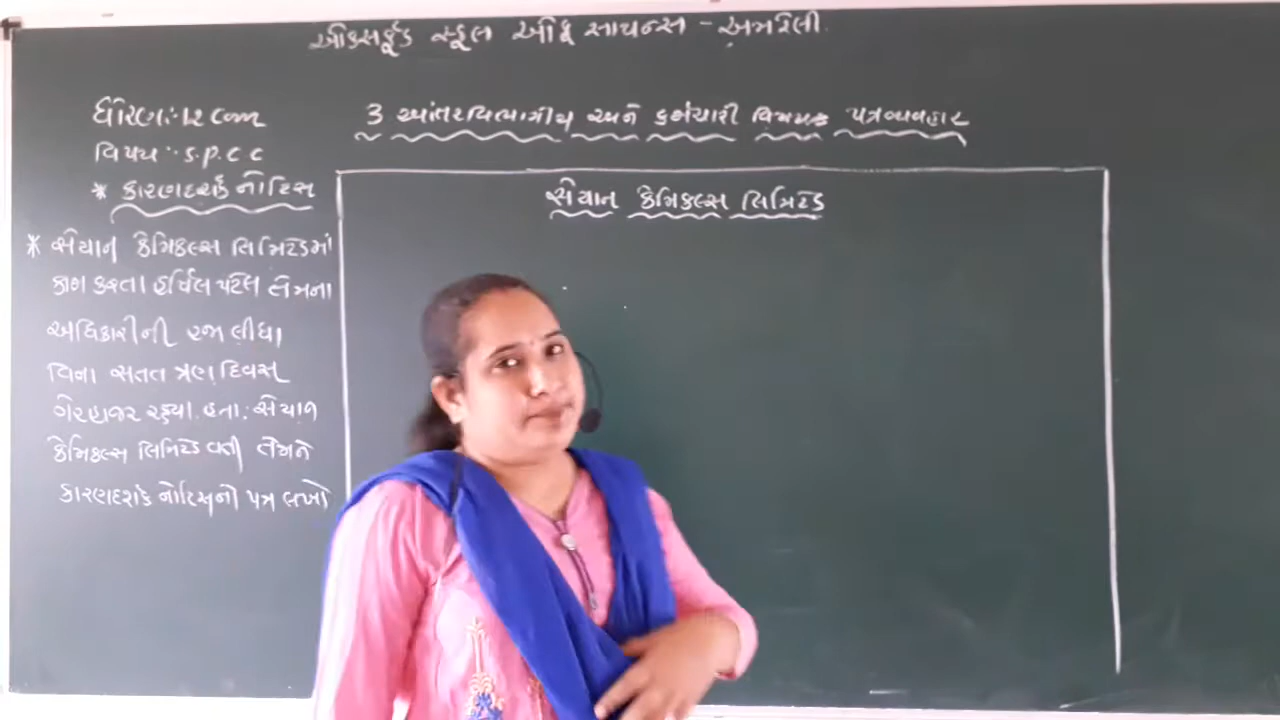 ઓક્સફર્ડ સ્કૂલ ઓફ સાયન્સ - અમરેલી.
ધોરણ :- 12 com
વિષય :- S.P.C C
* કારણદર્શક નોટિસ
3 આંતરવિભાગીય અને કર્મચારી વિષયક પત્રવ્યવહાર
* સેયાન કેમિકલ્સ લિમિટેડમાં
કામ કરતા હર્ષિલ પટેલ તેમના
અધિકારીની રજા લીધા
વિના સતત ત્રણ દિવસ
ગેરહાજર રહ્યા હતા. સેયાન
કેમિકલ્સ લિમિટેડ વતી તેમને
કારણદર્શક નોટિસનો પત્ર લખો
સેયાન કેમિકલ્સ લિમિટેડ